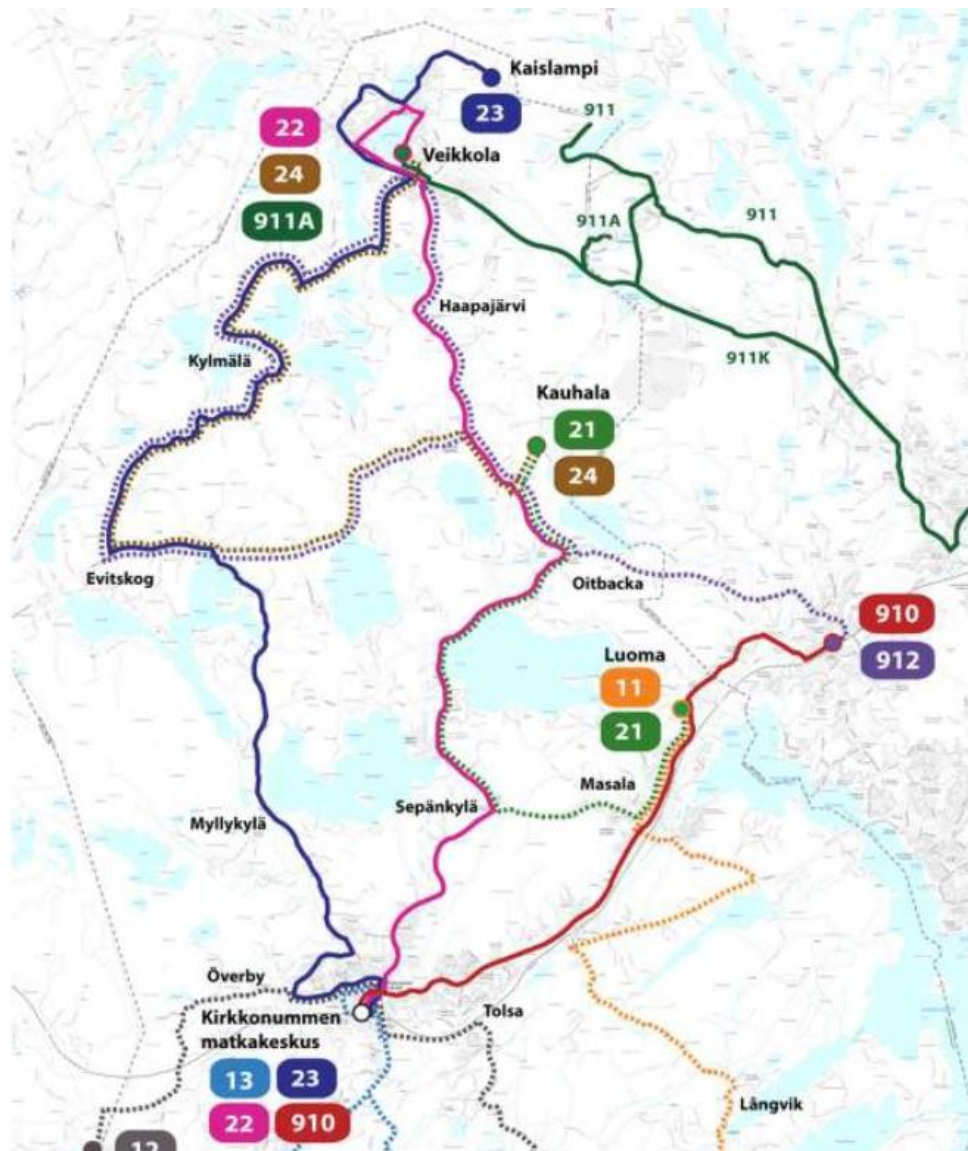 Kaislampi
23
22
24
911A
Veikkola
911
911A
911
Haapajärvi
911K
Kylmälä
Kauhala
21
24
Evitskog
Oitbacka
910
912
Luoma
11
21
Masala
Sepänkylä
Myllykylä
Överby
Kirkkonummen
matkakeskus
Tolsa
13 23
22 910
Långvik
12